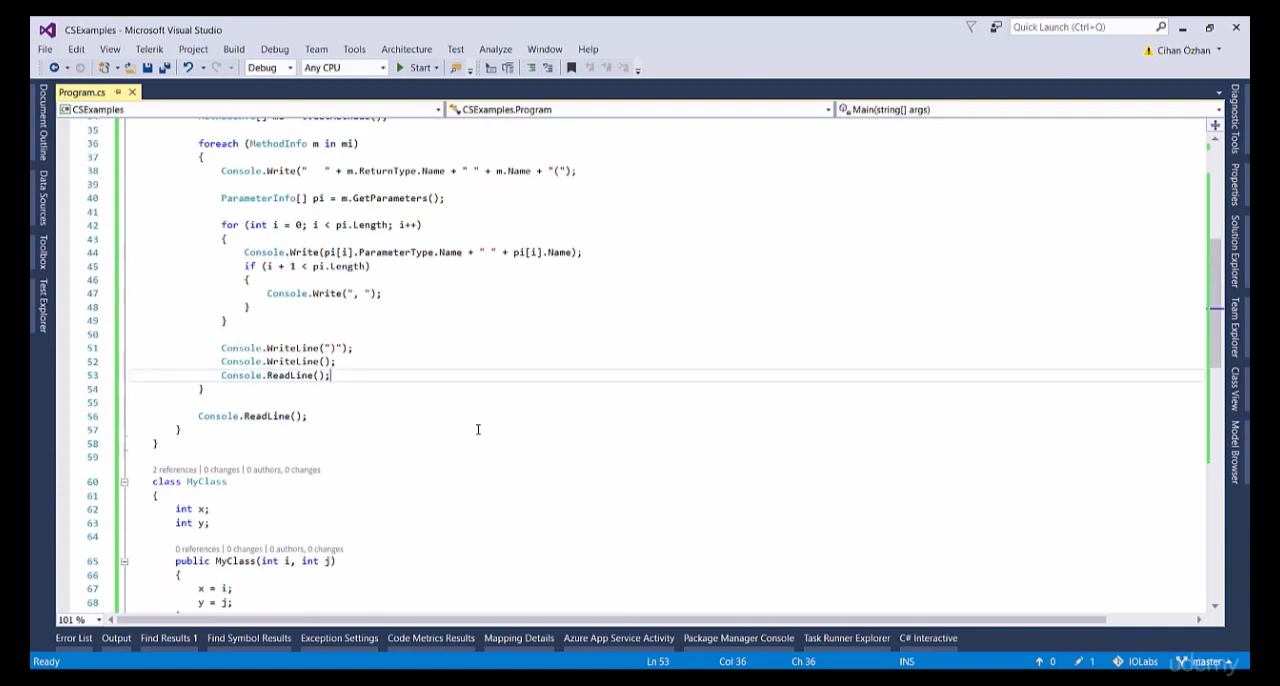 CSExamples - Microsoft Visual Studio
Quick Launch (Ctrl+Q)
File Edit View Telerik Project Build Debug Team Tools Architecture Test Analyze Window Help
Cihan Özhan
Debug Any CPU Start
Program.cs
CSExamples CSExamples.Program Main(string[] args)
Document Outline
Data Sources
Toolbox
Test Explorer
35
36 foreach (MethodInfo m in mi)
37 {
38 Console.Write("   " + m.ReturnType.Name + " " + m.Name + "(");
39
40 ParameterInfo[] pi = m.GetParameters();
41
42 for (int i = 0; i < pi.Length; i++)
43 {
44 Console.Write(pi[i].ParameterType.Name + " " + pi[i].Name);
45 if (i + 1 < pi.Length)
46 {
47 Console.Write(", ");
48 }
49 }
50
51 Console.WriteLine(")");
52 Console.WriteLine();
53 Console.ReadLine();
54 }
55
56 Console.ReadLine();
57 }
58 }
59
2 references | 0 changes | 0 authors, 0 changes
60 class MyClass
61 {
62 int x;
63 int y;
64
0 references | 0 changes | 0 authors, 0 changes
65 public MyClass(int i, int j)
66 {
67 x = i;
68 y = j;
Diagnostic Tools
Properties
Solution Explorer
Team Explorer
Class View
Model Browser
101 %
Error List Output Find Results 1 Find Symbol Results Exception Settings Code Metrics Results Mapping Details Azure App Service Activity Package Manager Console Task Runner Explorer C# Interactive
Ready Ln 53 Col 36 Ch 36 INS 0 1 IOLabs master
udemy